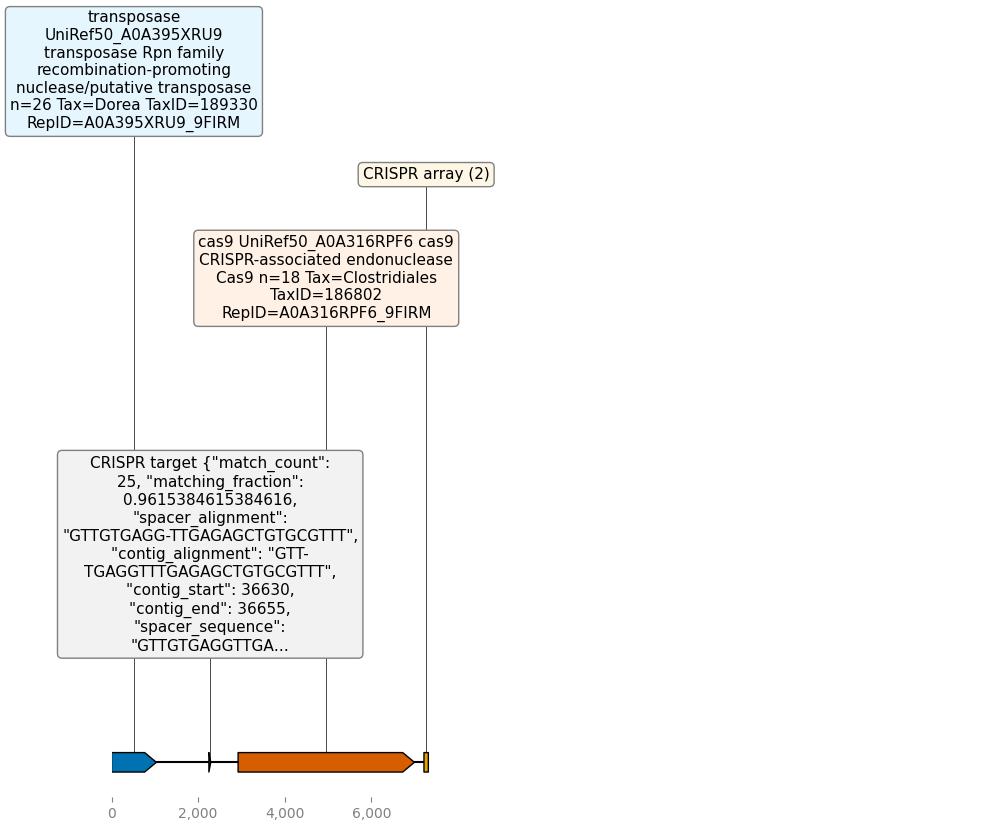 transposase
UniRef50_A0A395XRU9
transposase Rpn family
recombination-promoting
nuclease/putative transposase
n=26 Tax=Dorea TaxID=189330
RepID=A0A395XRU9_9FIRM
CRISPR array (2)
cas9 UniRef50_A0A316RPF6 cas9
CRISPR-associated endonuclease
Cas9 n=18 Tax=Clostridiales
TaxID=186802
RepID=A0A316RPF6_9FIRM
CRISPR target {"match_count":
25, "matching_fraction":
0.9615384615384616,
"spacer_alignment":
"GTTGTGAGG-TTGAGAGCTGTGCGTTT",
"contig_alignment": "GTT-
TGAGGTTTGAGAGCTGTGCGTTT",
"contig_start": 36630,
"contig_end": 36655,
"spacer_sequence":
"GTTGTGAGGTTGA...
0
2,000
4,000
6,000